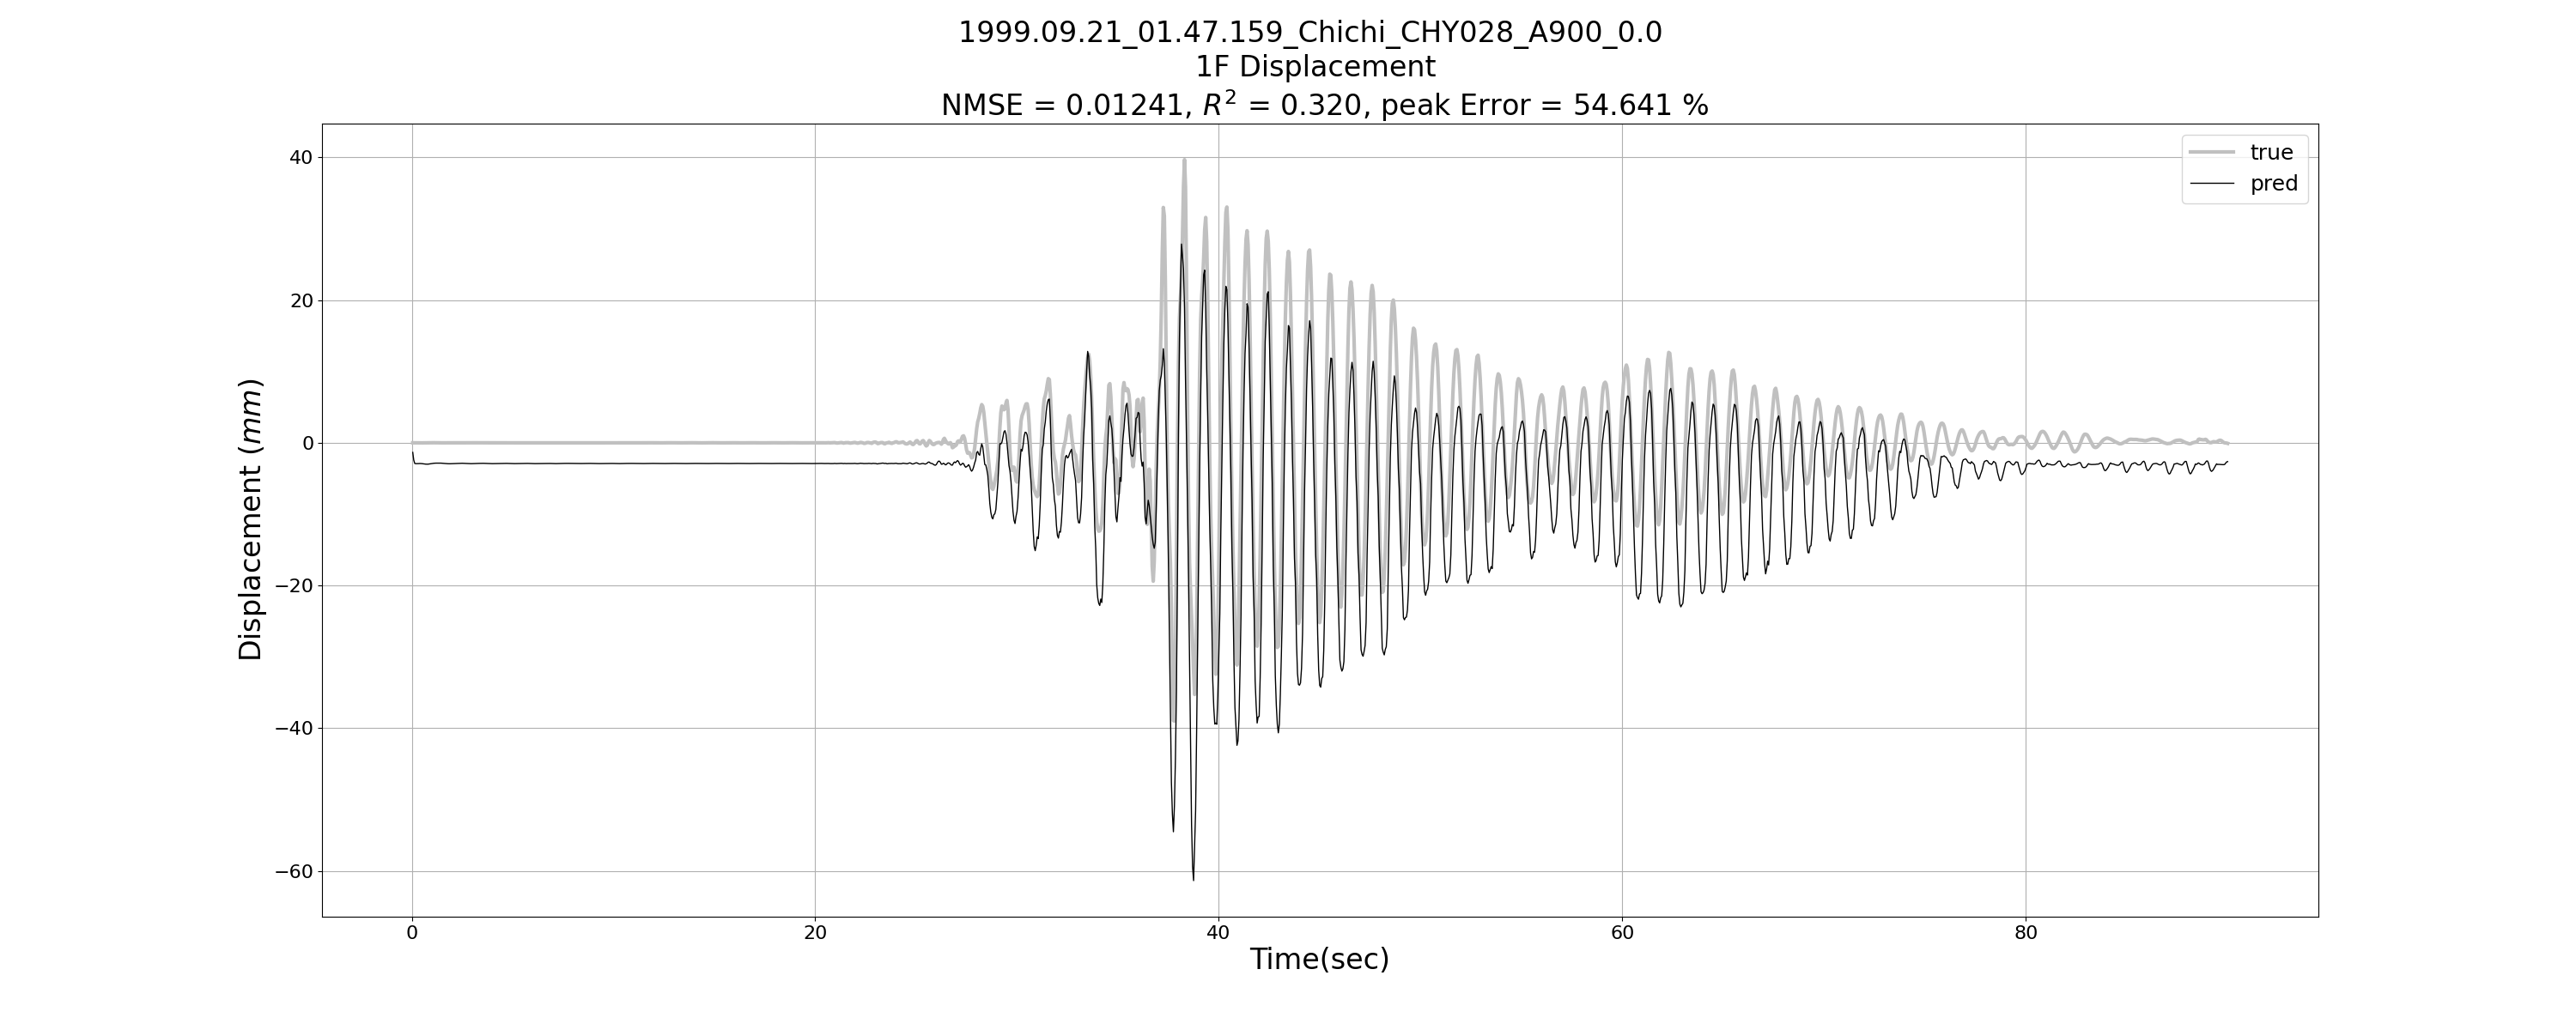 1999.09.21_01.47.159_Chichi_CHY028_A900_0.0
1F Displacement
NMSE = 0.01241, R² = 0.320, peak Error = 54.641 %
true
pred
40
20
0
−20
−40
−60
Displacement (mm)
0
20
40
60
80
Time(sec)